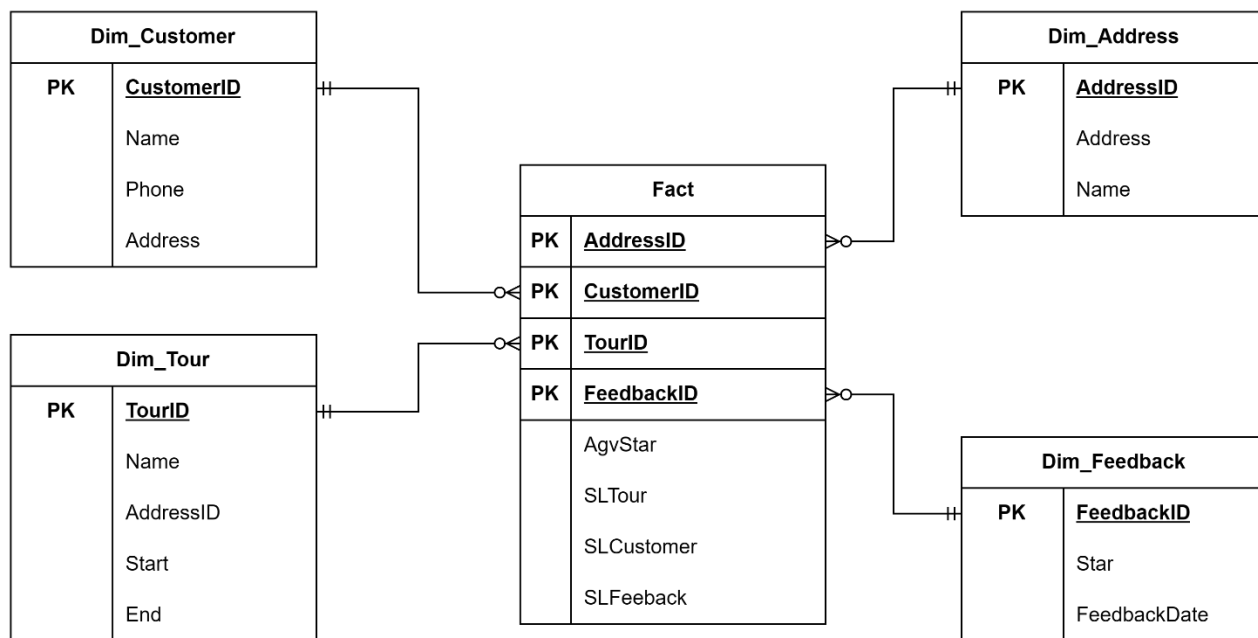 Dim_Customer
PK CustomerID
Name
Phone
Address
Dim_Tour
PK TourID
Name
AddressID
Start
End
Fact
PK AddressID
PK CustomerID
PK TourID
PK FeedbackID
AgvStar
SLTour
SLCustomer
SLFeeback
Dim_Address
PK AddressID
Address
Name
Dim_Feedback
PK FeedbackID
Star
FeedbackDate